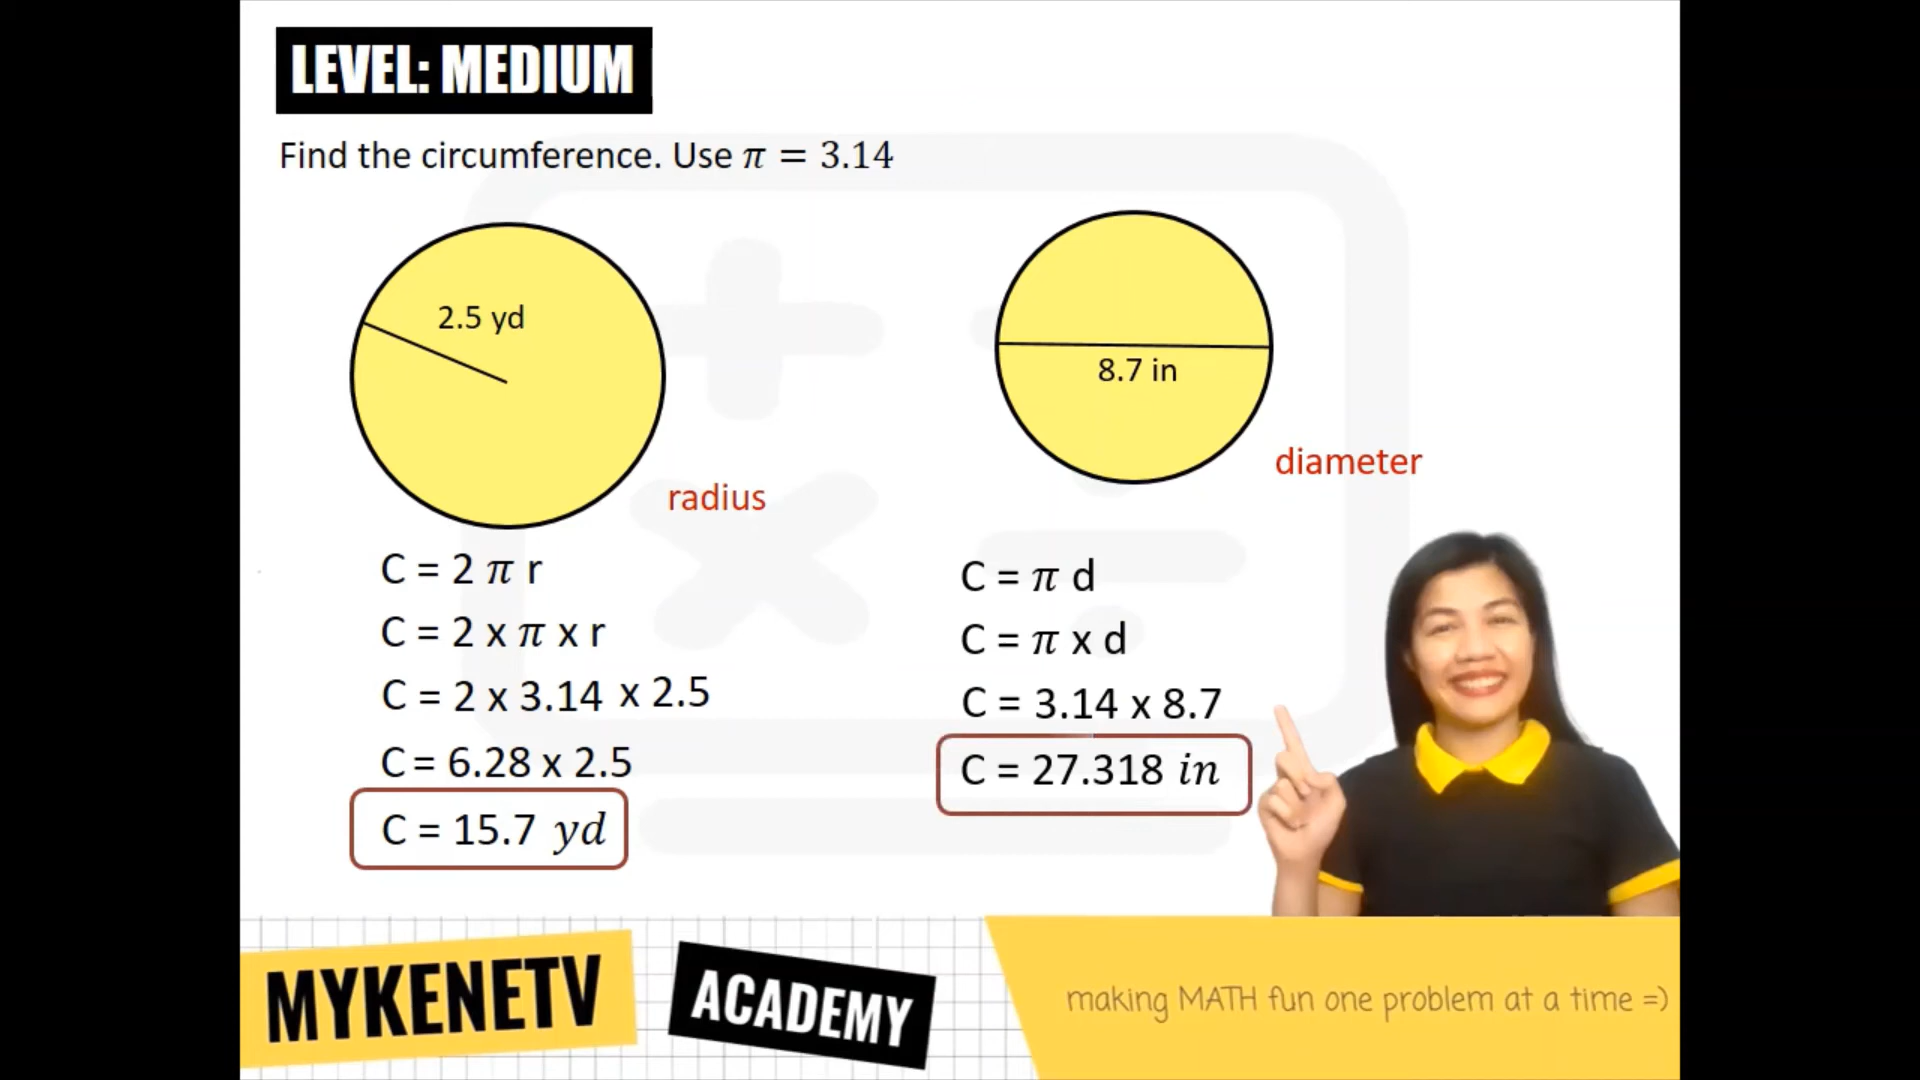 LEVEL: MEDIUM
Find the circumference. Use π = 3.14
2.5 yd
radius
C = 2 π r
C = 2 x π x r
C = 2 x 3.14 x 2.5
C = 6.28 x 2.5
C = 15.7 yd
8.7 in
diameter
C = π d
C = π x d
C = 3.14 x 8.7
C = 27.318 in
MYKENETV
ACADEMY
making MATH fun one problem at a time =)